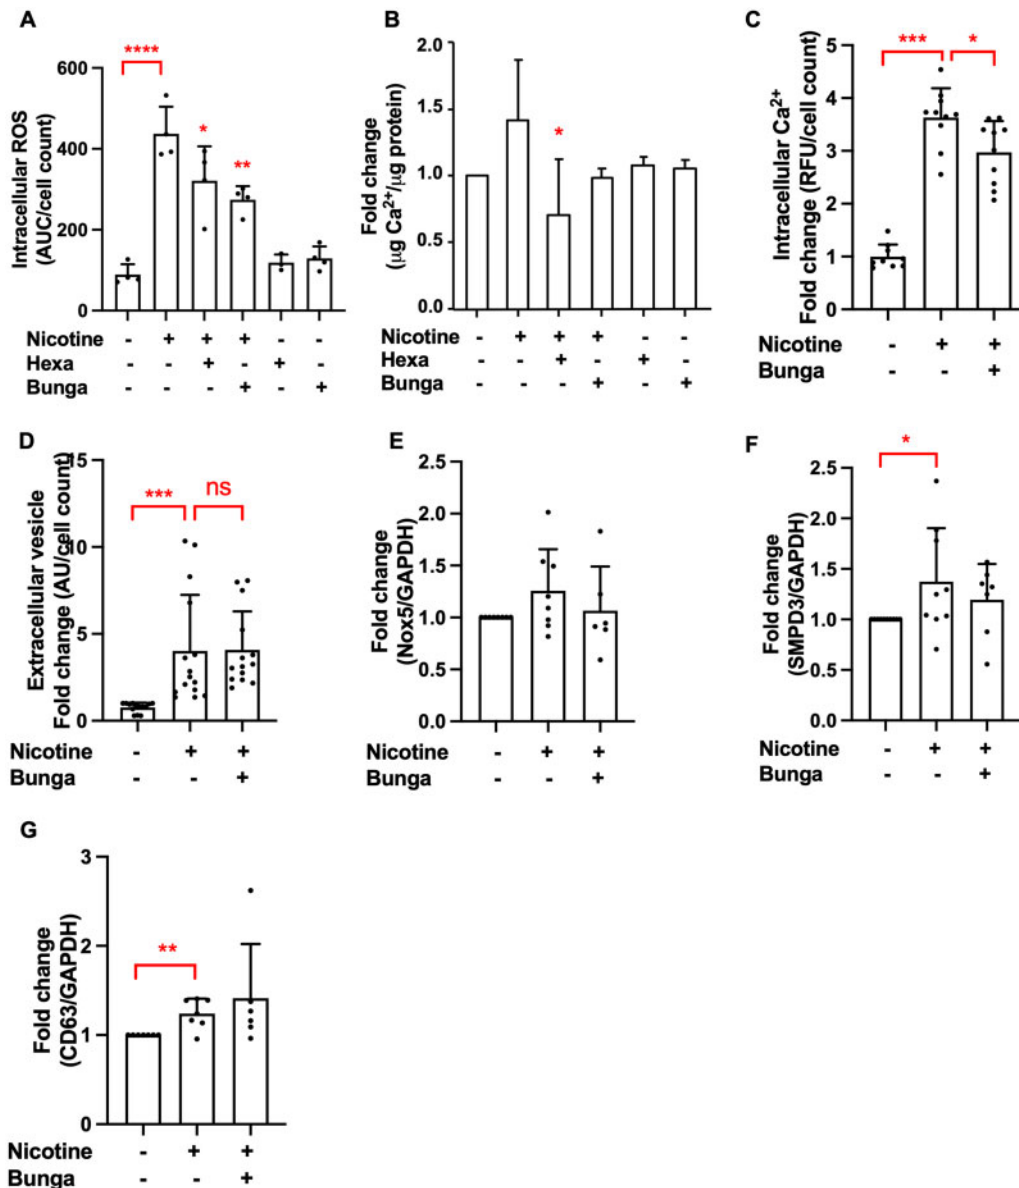 A
Intracellular ROS
(AUC/cell count)
600
400
200
0
****
*
**
Nicotine - + + + - -
Hexa - - + - + -
Bunga - - - + - +
B
Fold change
(µg Ca2+/µg protein)
2.0
1.5
1.0
0.5
0.0
*
Nicotine - + + + - -
Hexa - - + - + -
Bunga - - - + - +
C
Intracellular Ca2+
Fold change (RFU/cell count)
5
4
3
2
1
0
***
*
Nicotine - + +
Bunga - - +
D
Extracellular vesicle
Fold change (AU/cell count)
15
10
5
0
***
ns
Nicotine - + +
Bunga - - +
E
Fold change
(Nox5/GAPDH)
2.5
2.0
1.5
1.0
0.5
0.0
Nicotine - + +
Bunga - - +
F
Fold change
(SMPD3/GAPDH)
2.5
2.0
1.5
1.0
0.5
0.0
*
Nicotine - + +
Bunga - - +
G
Fold change
(CD63/GAPDH)
3
2
1
0
**
Nicotine - + +
Bunga - - +